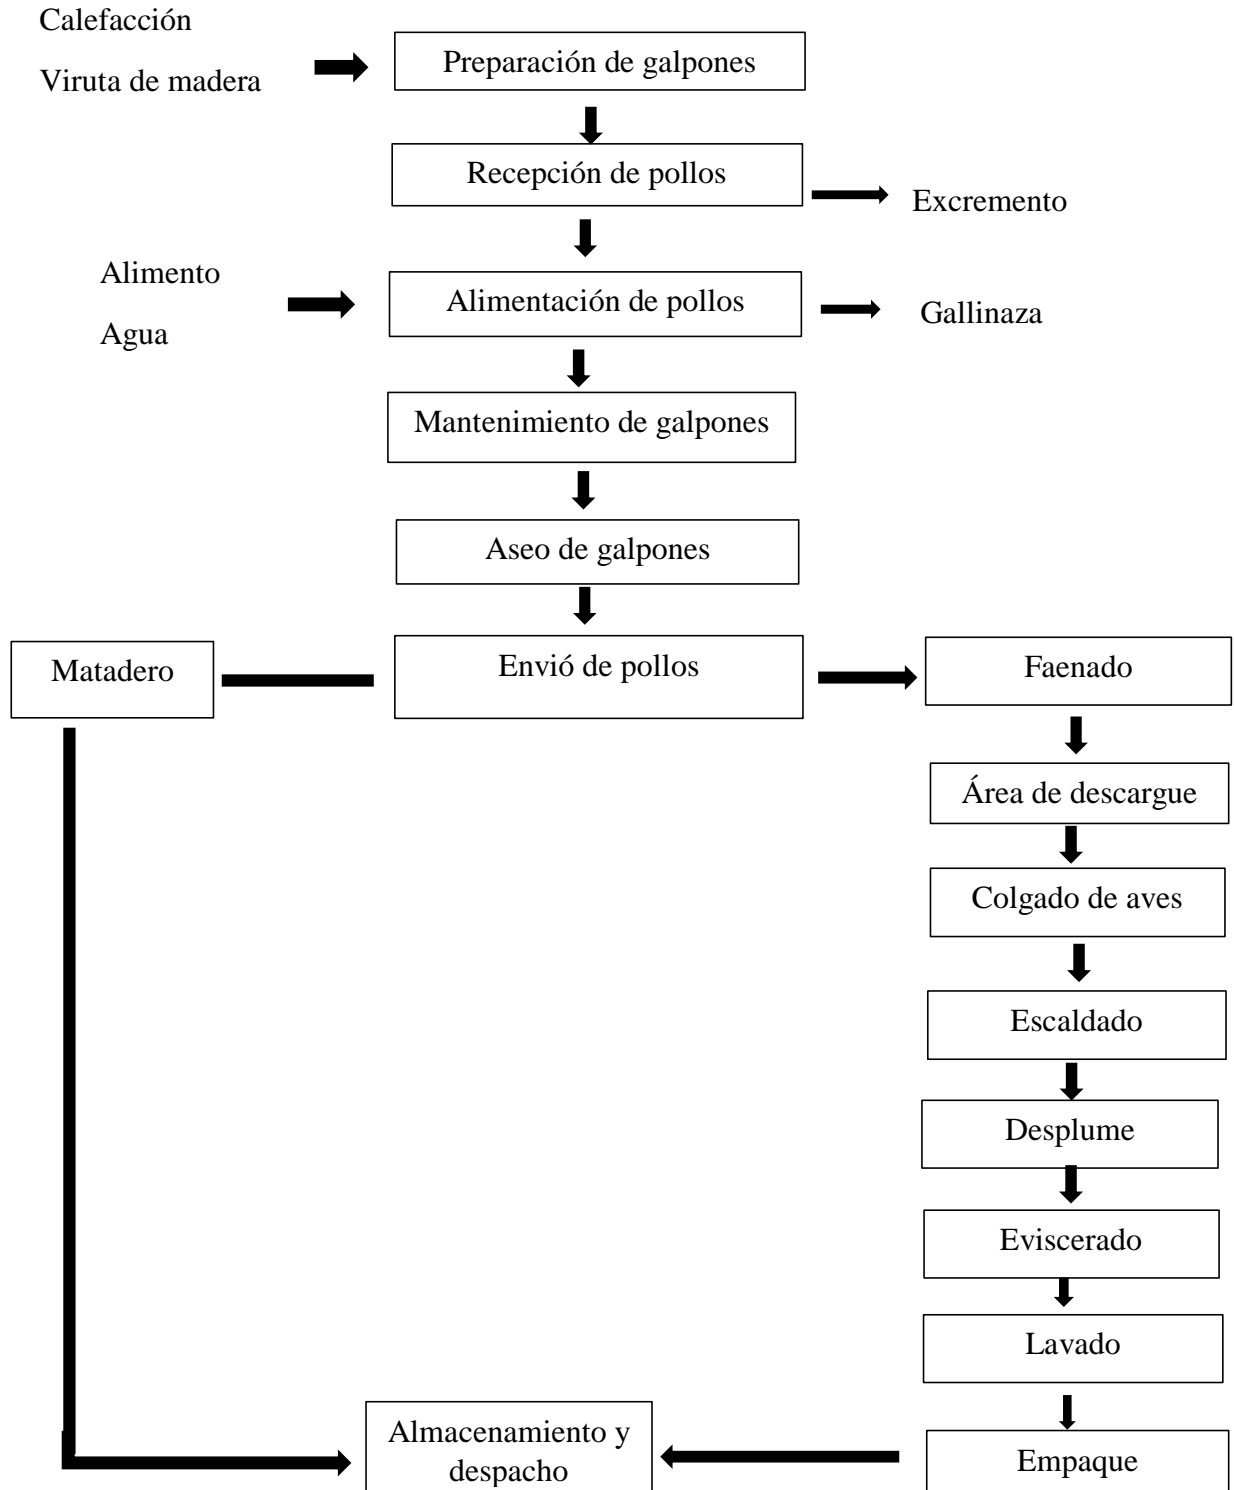 Calefacción
Viruta de madera
Preparación de galpones
Recepción de pollos
Excremento
Alimento
Agua
Alimentación de pollos
Gallinaza
Mantenimiento de galpones
Aseo de galpones
Matadero
Envió de pollos
Faenado
Área de descargue
Colgado de aves
Escaldado
Desplume
Eviscerado
Lavado
Almacenamiento y
despacho
Empaque